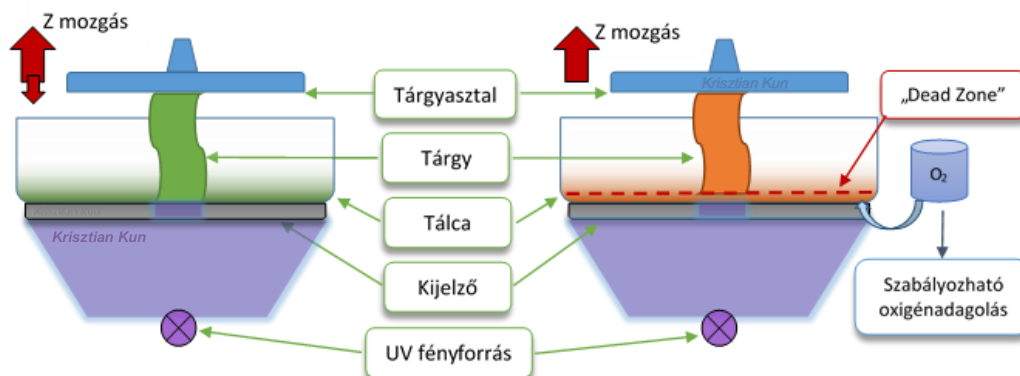 Z mozgás
Z mozgás
Krisztian Kun
Tárgyasztal
„Dead Zone”
Tárgy
O₂
Tálca
Krisztian Kun
Kijelző
Szabályozható
oxigénadagolás
UV fényforrás